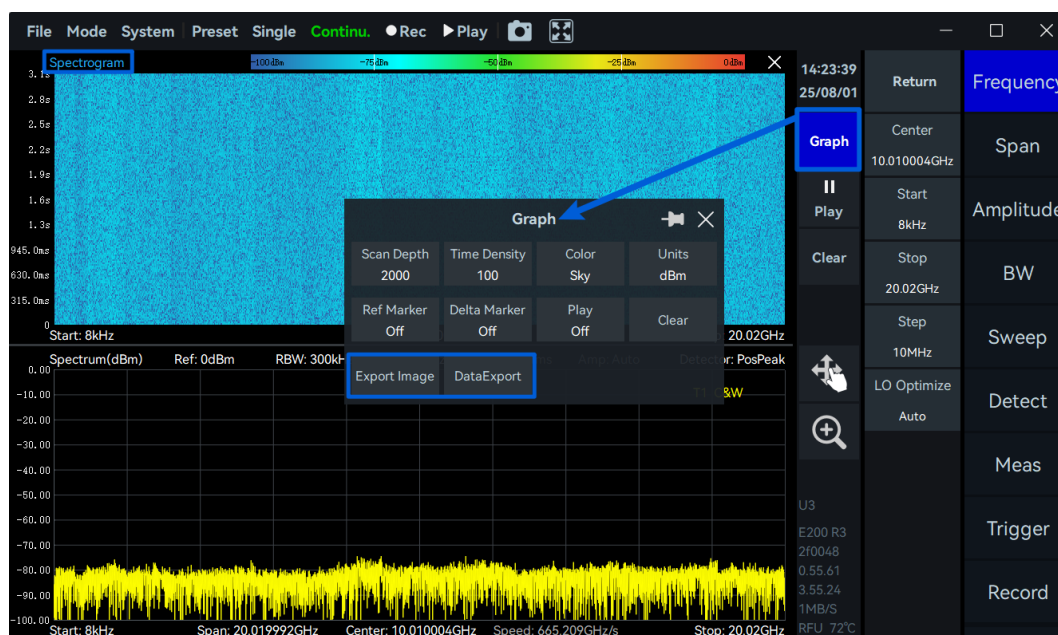 File Mode System Preset Single Continu. Rec Play
Spectrogram
-100dBm -75dBm -50dBm -25dBm 0dBm
3.1s
2.8s
2.5s
2.2s
1.9s
1.6s
1.3s
945.0ms
630.0ms
315.0ms
0
Start: 8kHz
20.02GHz
Graph
Scan Depth
2000
Time Density
100
Color
Sky
Units
dBm
Ref Marker
Off
Delta Marker
Off
Play
Off
Clear
Export Image
DataExport
Spectrum(dBm) Ref: 0dBm RBW: 300kH Amp: Auto Detector: PosPeak
&W
0.00
-10.00
-20.00
-30.00
-40.00
-50.00
-60.00
-70.00
-80.00
-90.00
-100.00
Start: 8kHz Span: 20.019992GHz Center: 10.010004GHz Speed: 665.209GHz/s Stop: 20.02GHz
14:23:39
25/08/01
Graph
Play
Clear
U3
E200 R3
2f0048
0.55.61
3.55.24
1MB/S
RFU 72°C
Return
Center
10.010004GHz
Start
8kHz
Stop
20.02GHz
Step
10MHz
LO Optimize
Auto
Frequency
Span
Amplitude
BW
Sweep
Detect
Meas
Trigger
Record